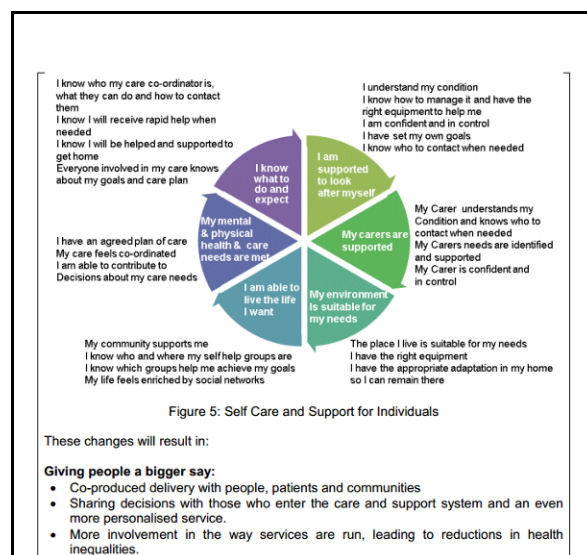 I know who my care co-ordinator is,
what they can do and how to contact
them
I know I will receive rapid help when
needed
I know I will be helped and supported to
get home
Everyone involved in my care knows
about my goals and care plan
I understand my condition
I know how to manage it and have the
right equipment to help me
I am confident and in control
I have set my own goals
I know who to contact when needed
I know
what to
do and
expect
I am
supported
to look
after myself
My mental
& physical
health & care
needs are met
My carers are
supported
My Carer understands my
Condition and knows who to
contact when needed
My Carers needs are identified
and supported
My Carer is confident and
in control
I have an agreed plan of care
My care feels co-ordinated
I am able to contribute to
Decisions about my care needs
I am able to
live the life
I want
My environment
Is suitable for
my needs
My community supports me
I know who and where my self help groups are
I know which groups help me achieve my goals
My life feels enriched by social networks
The place I live is suitable for my needs
I have the right equipment
I have the appropriate adaptation in my home
so I can remain there
Figure 5: Self Care and Support for Individuals
These changes will result in:
Giving people a bigger say:
• Co-produced delivery with people, patients and communities
• Sharing decisions with those who enter the care and support system and an even
more personalised service.
• More involvement in the way services are run, leading to reductions in health
inequalities.